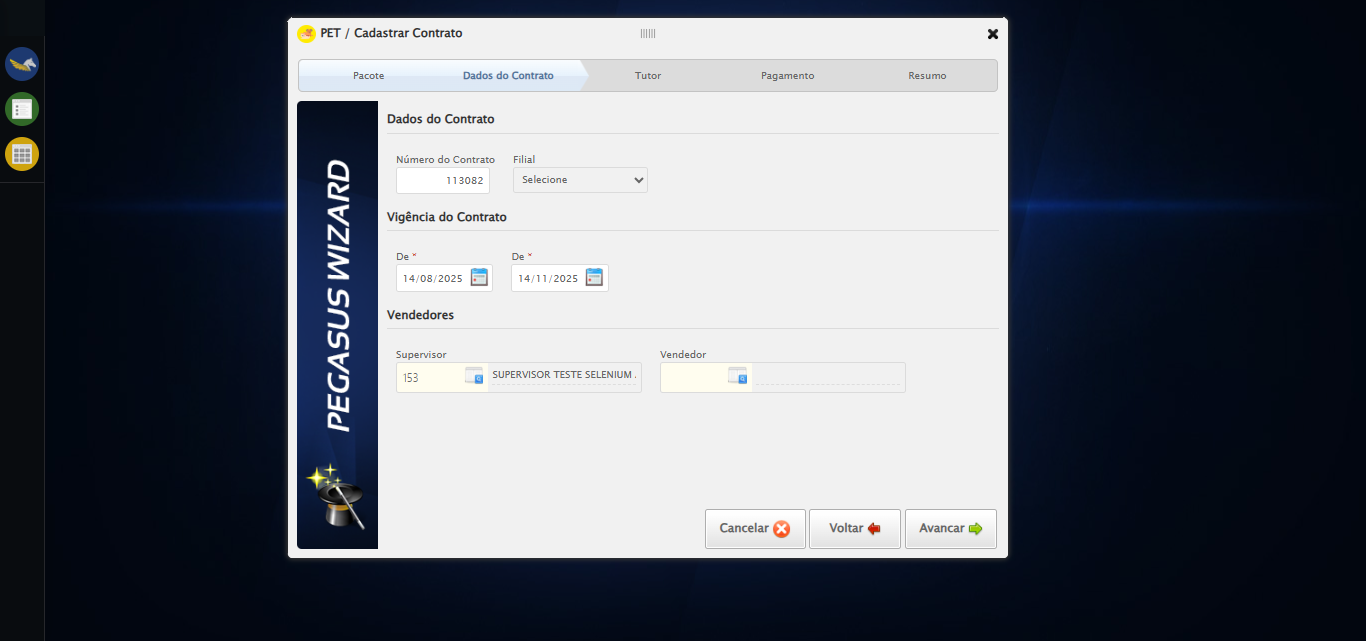 PET / Cadastrar Contrato
Pacote Dados do Contrato Tutor Pagamento Resumo
PEGASUS WIZARD
Dados do Contrato
Número do Contrato Filial
113082 Selecione
Vigência do Contrato
De * De *
14/08/2025 14/11/2025
Vendedores
Supervisor Vendedor
153 SUPERVISOR TESTE SELENIUM
Cancelar Voltar Avancar